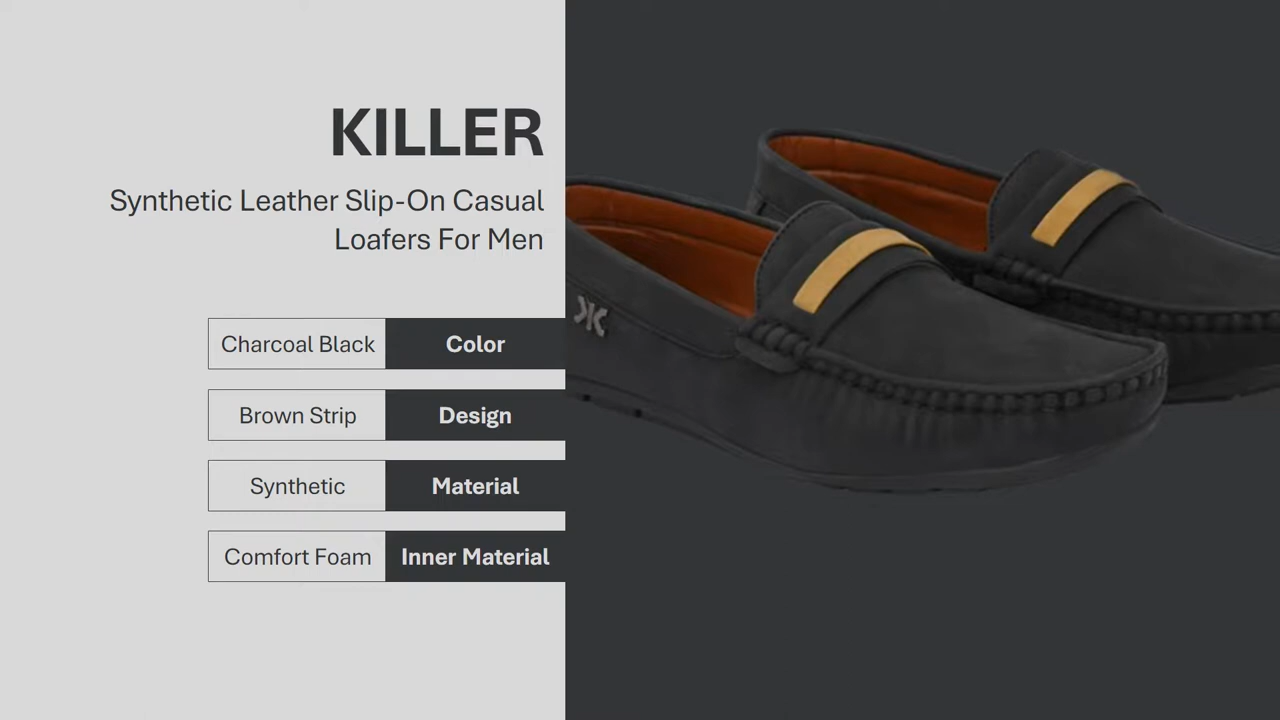 KILLER
Synthetic Leather Slip-On Casual
Loafers For Men
Charcoal Black Color
Brown Strip Design
Synthetic Material
Comfort Foam Inner Material